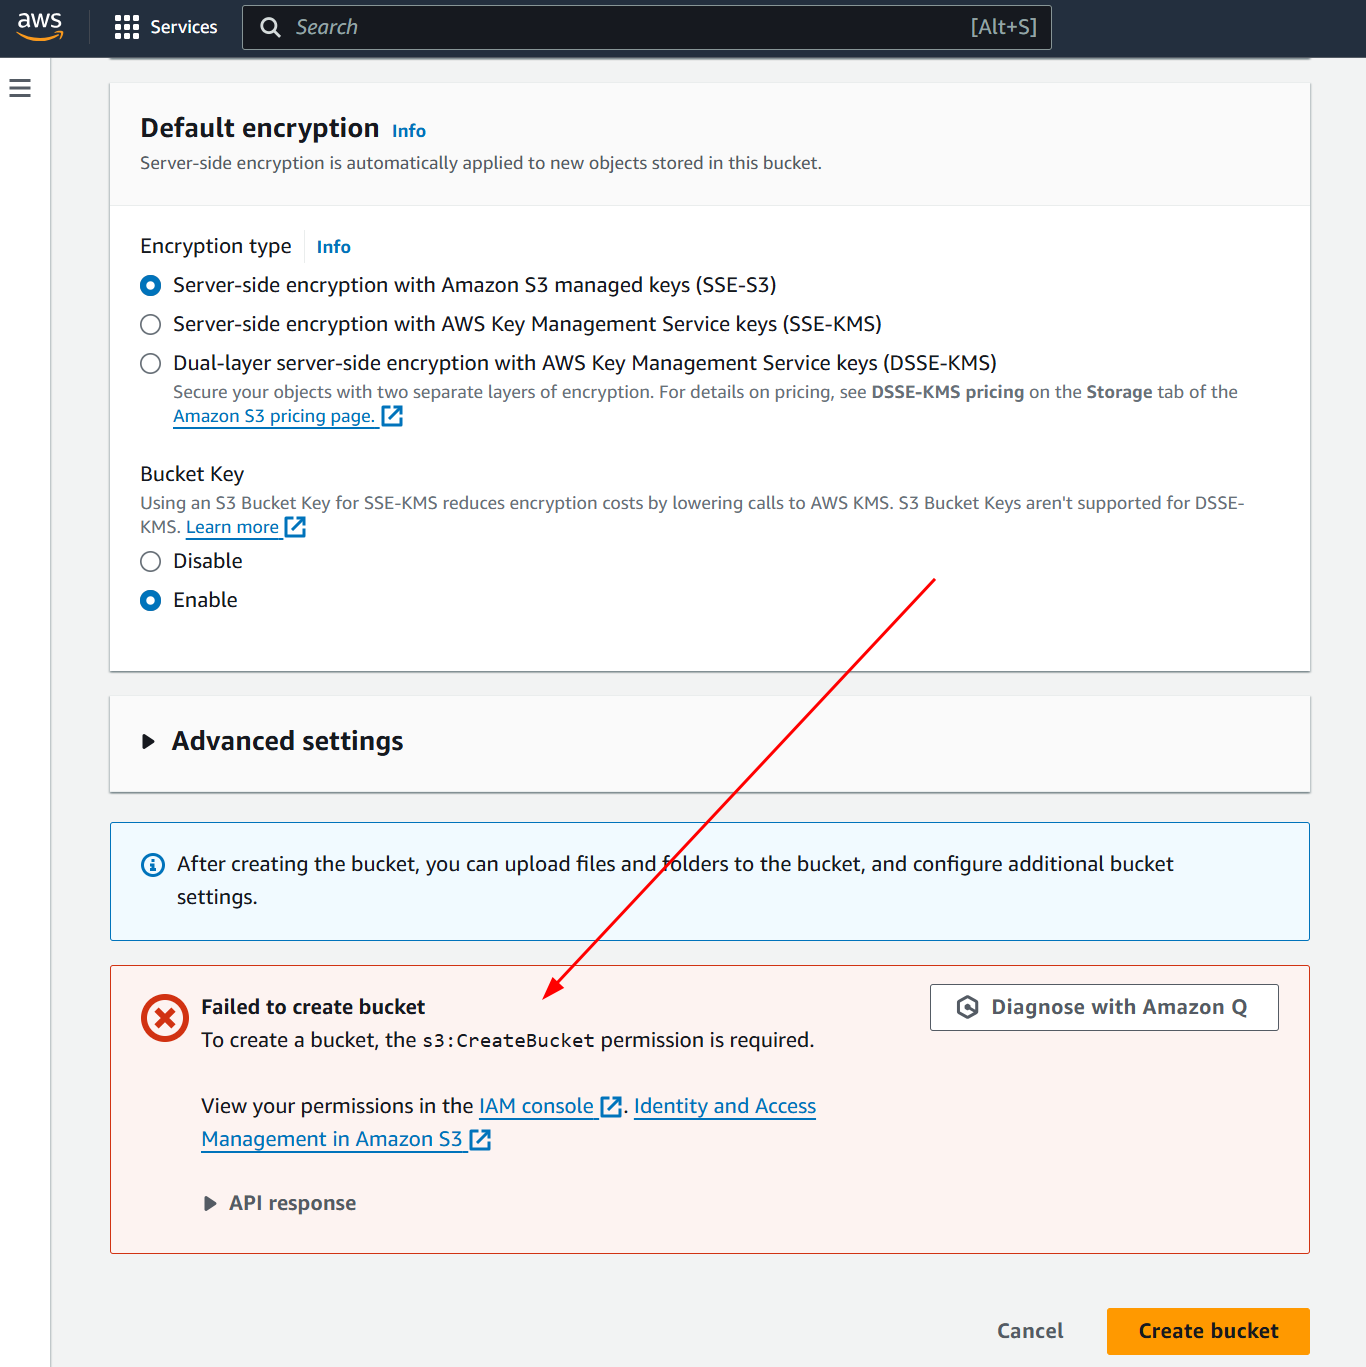 aws
Services
Search
[Alt+S]
Default encryption Info
Server-side encryption is automatically applied to new objects stored in this bucket.
Encryption type Info
Server-side encryption with Amazon S3 managed keys (SSE-S3)
Server-side encryption with AWS Key Management Service keys (SSE-KMS)
Dual-layer server-side encryption with AWS Key Management Service keys (DSSE-KMS)
Secure your objects with two separate layers of encryption. For details on pricing, see DSSE-KMS pricing on the Storage tab of the
Amazon S3 pricing page.
Bucket Key
Using an S3 Bucket Key for SSE-KMS reduces encryption costs by lowering calls to AWS KMS. S3 Bucket Keys aren't supported for DSSE-
KMS. Learn more
Disable
Enable
Advanced settings
After creating the bucket, you can upload files and folders to the bucket, and configure additional bucket
settings.
Failed to create bucket
Diagnose with Amazon Q
To create a bucket, the s3:CreateBucket permission is required.
View your permissions in the IAM console. Identity and Access
Management in Amazon S3
API response
Cancel
Create bucket